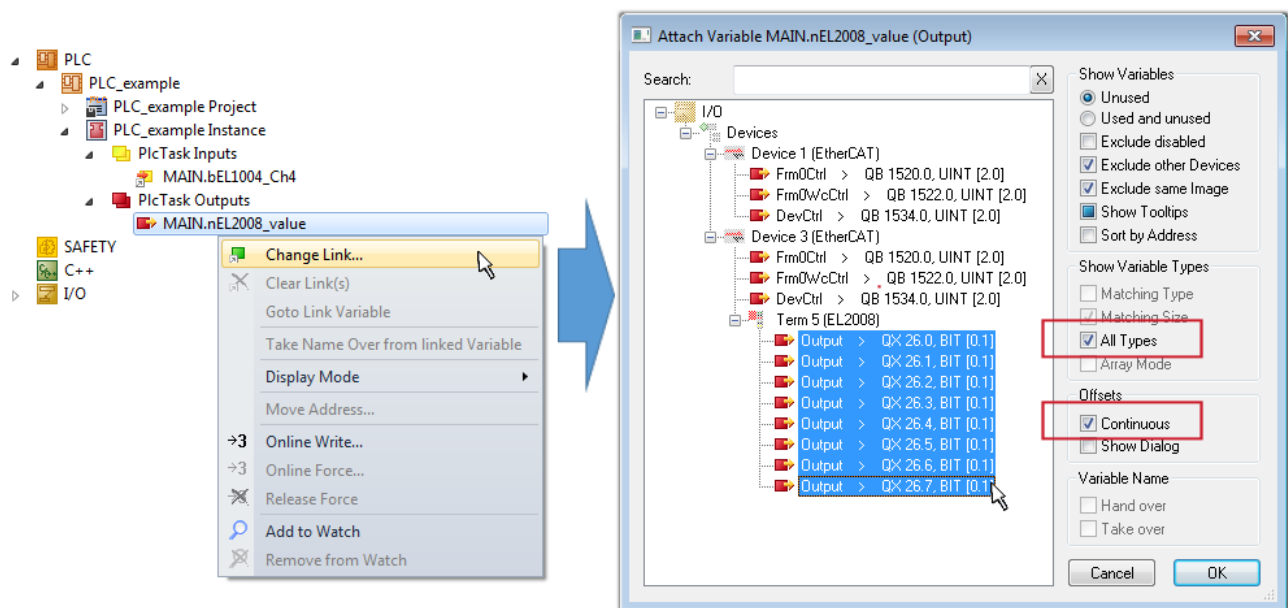 PLC
PLC_example
PLC_example Project
PLC_example Instance
PlcTask Inputs
MAIN.bEL1004_Ch4
PlcTask Outputs
MAIN.nEL2008_value
SAFETY
C++
I/O
Change Link...
Clear Link(s)
Goto Link Variable
Take Name Over from linked Variable
Display Mode
Move Address...
→3 Online Write...
→3 Online Force...
Release Force
Add to Watch
Remove from Watch
Attach Variable MAIN.nEL2008_value (Output)
Search:
X
I/O
Devices
Device 1 (EtherCAT)
Frm0Ctrl > QB 1520.0, UINT [2.0]
Frm0WcCtrl > QB 1522.0, UINT [2.0]
DevCtrl > QB 1534.0, UINT [2.0]
Device 3 (EtherCAT)
Frm0Ctrl > QB 1520.0, UINT [2.0]
Frm0WcCtrl > QB 1522.0, UINT [2.0]
DevCtrl > QB 1534.0, UINT [2.0]
Term 5 (EL2008)
Output > QX 26.0, BIT [0.1]
Output > QX 26.1, BIT [0.1]
Output > QX 26.2, BIT [0.1]
Output > QX 26.3, BIT [0.1]
Output > QX 26.4, BIT [0.1]
Output > QX 26.5, BIT [0.1]
Output > QX 26.6, BIT [0.1]
Output > QX 26.7, BIT [0.1]
Show Variables
Unused
Used and unused
Exclude disabled
Exclude other Devices
Exclude same Image
Show Tooltips
Sort by Address
Show Variable Types
Matching Type
Matching Size
All Types
Array Mode
Offsets
Continuous
Show Dialog
Variable Name
Hand over
Take over
Cancel
OK